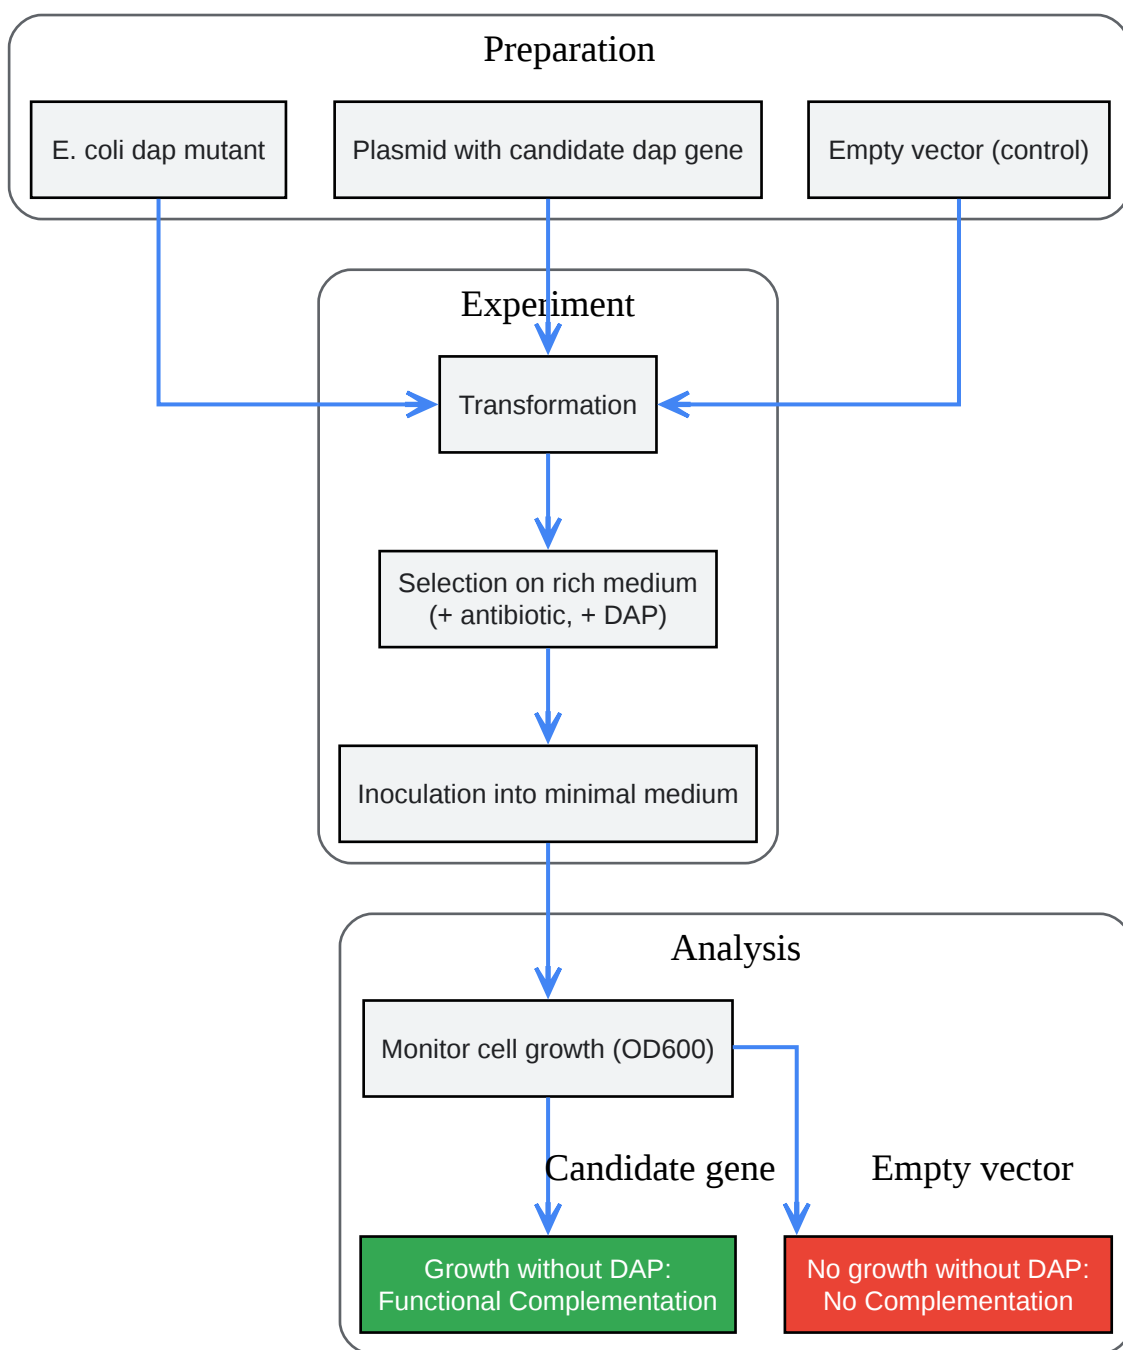 Preparation
E. coli dap mutant
Plasmid with candidate dap gene
Empty vector (control)
Experiment
Transformation
Selection on rich medium
(+ antibiotic, + DAP)
Inoculation into minimal medium
Analysis
Monitor cell growth (OD600)
Candidate gene
Empty vector
Growth without DAP:
Functional Complementation
No growth without DAP:
No Complementation